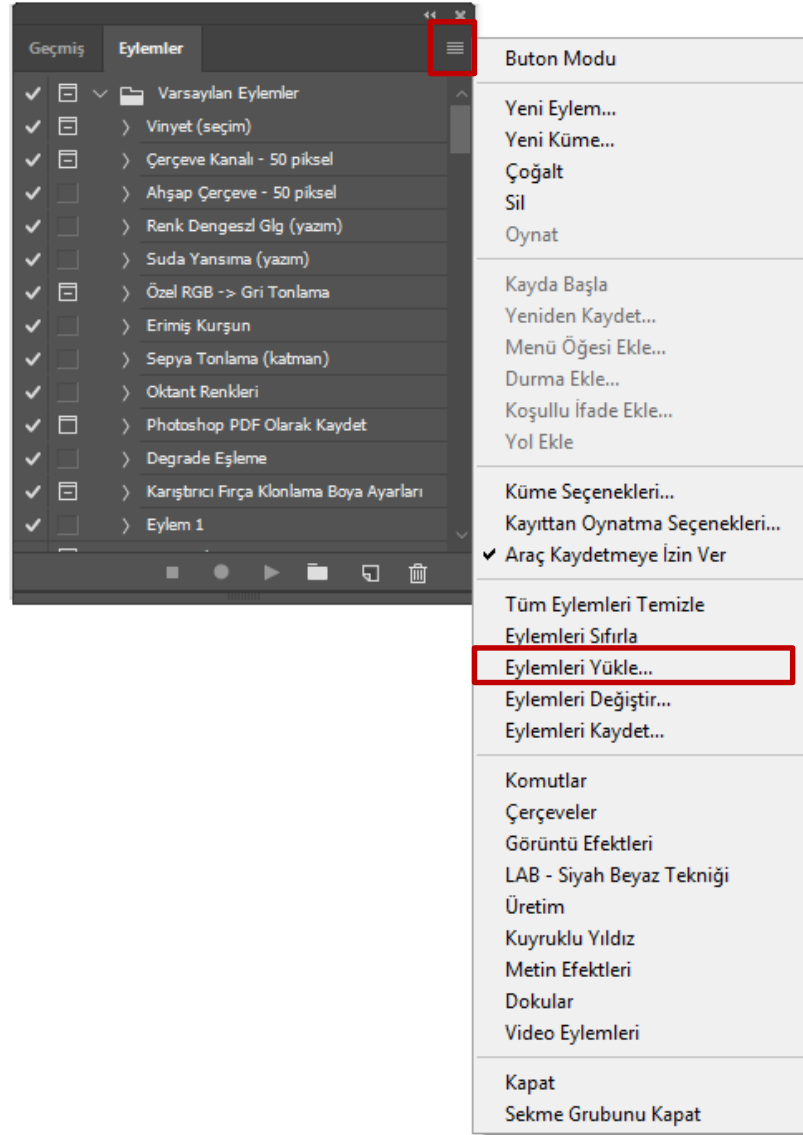 Geçmiş
Eylemler
Varsayılan Eylemler
Vinyet (seçim)
Çerçeve Kanalı - 50 piksel
Ahşap Çerçeve - 50 piksel
Renk Dengeszl Glg (yazım)
Suda Yansıma (yazım)
Özel RGB -> Gri Tonlama
Erimiş Kurşun
Sepya Tonlama (katman)
Oktant Renkleri
Photoshop PDF Olarak Kaydet
Degrade Eşleme
Karıştırıcı Fırça Klonlama Boya Ayarları
Eylem 1
Buton Modu
Yeni Eylem...
Yeni Küme...
Çoğalt
Sil
Oynat
Kayda Başla
Yeniden Kaydet...
Menü Öğesi Ekle...
Durma Ekle...
Koşullu İfade Ekle...
Yol Ekle
Küme Seçenekleri...
Kayıttan Oynatma Seçenekleri...
Araç Kaydetmeye İzin Ver
Tüm Eylemleri Temizle
Eylemleri Sıfırla
Eylemleri Yükle...
Eylemleri Değiştir...
Eylemleri Kaydet...
Komutlar
Çerçeveler
Görüntü Efektleri
LAB - Siyah Beyaz Tekniği
Üretim
Kuyruklu Yıldız
Metin Efektleri
Dokular
Video Eylemleri
Kapat
Sekme Grubunu Kapat